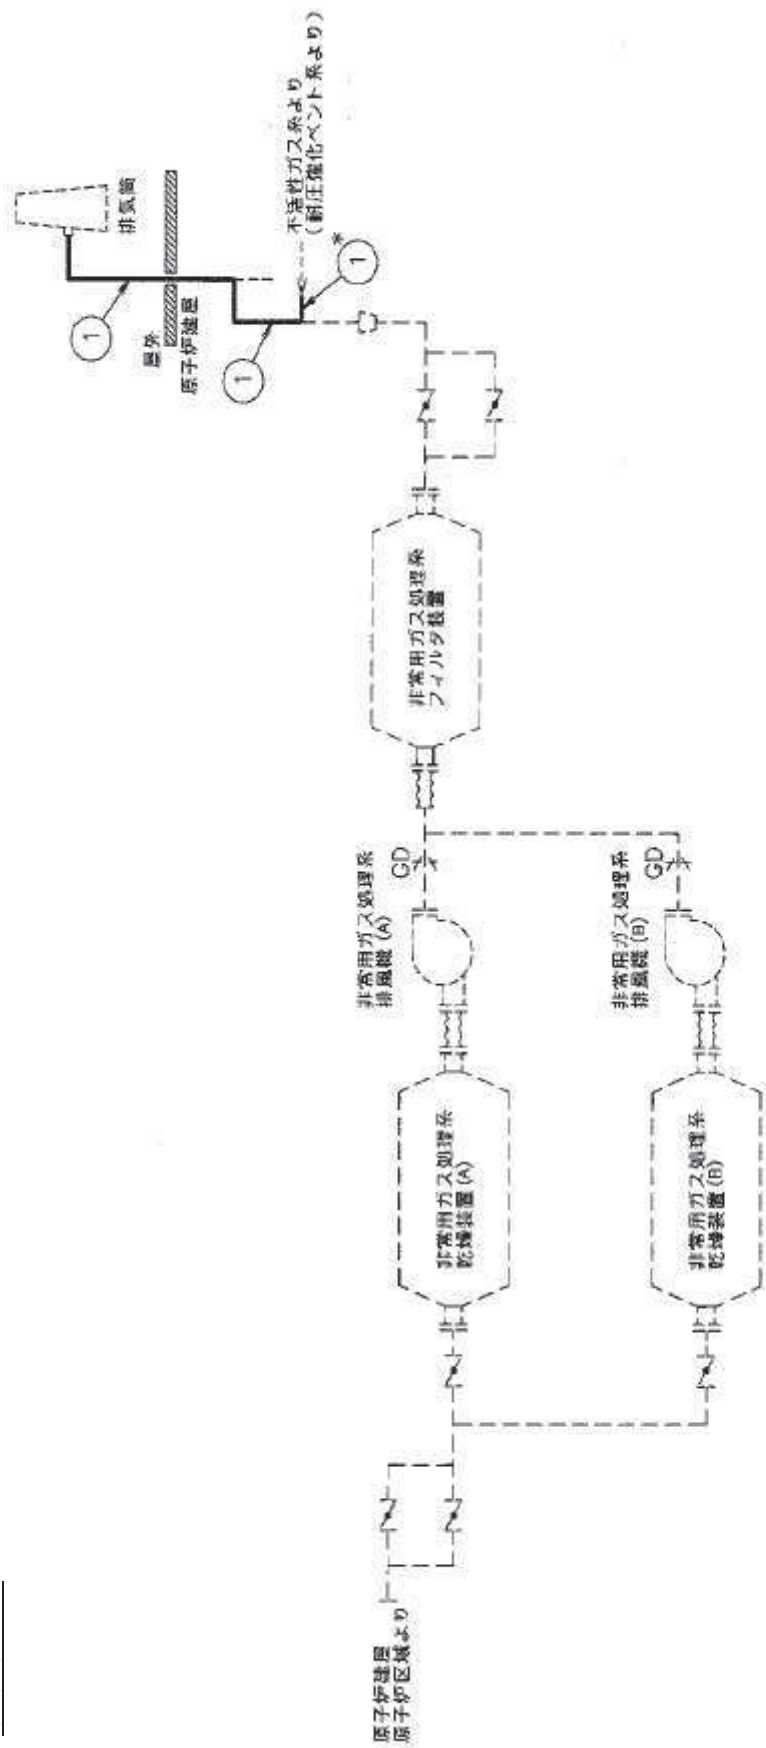 排気筒
①
屋外
原子炉建屋
①
不活性ガス系より
(耐圧強化ベント系より)
①*
非常用ガス処理系
フィルタ装置
非常用ガス処理系
排風機(A)
GD
非常用ガス処理系
排風機(B)
GD
非常用ガス処理系
乾燥装置(A)
非常用ガス処理系
乾燥装置(B)
原子炉建屋
原子炉区域より